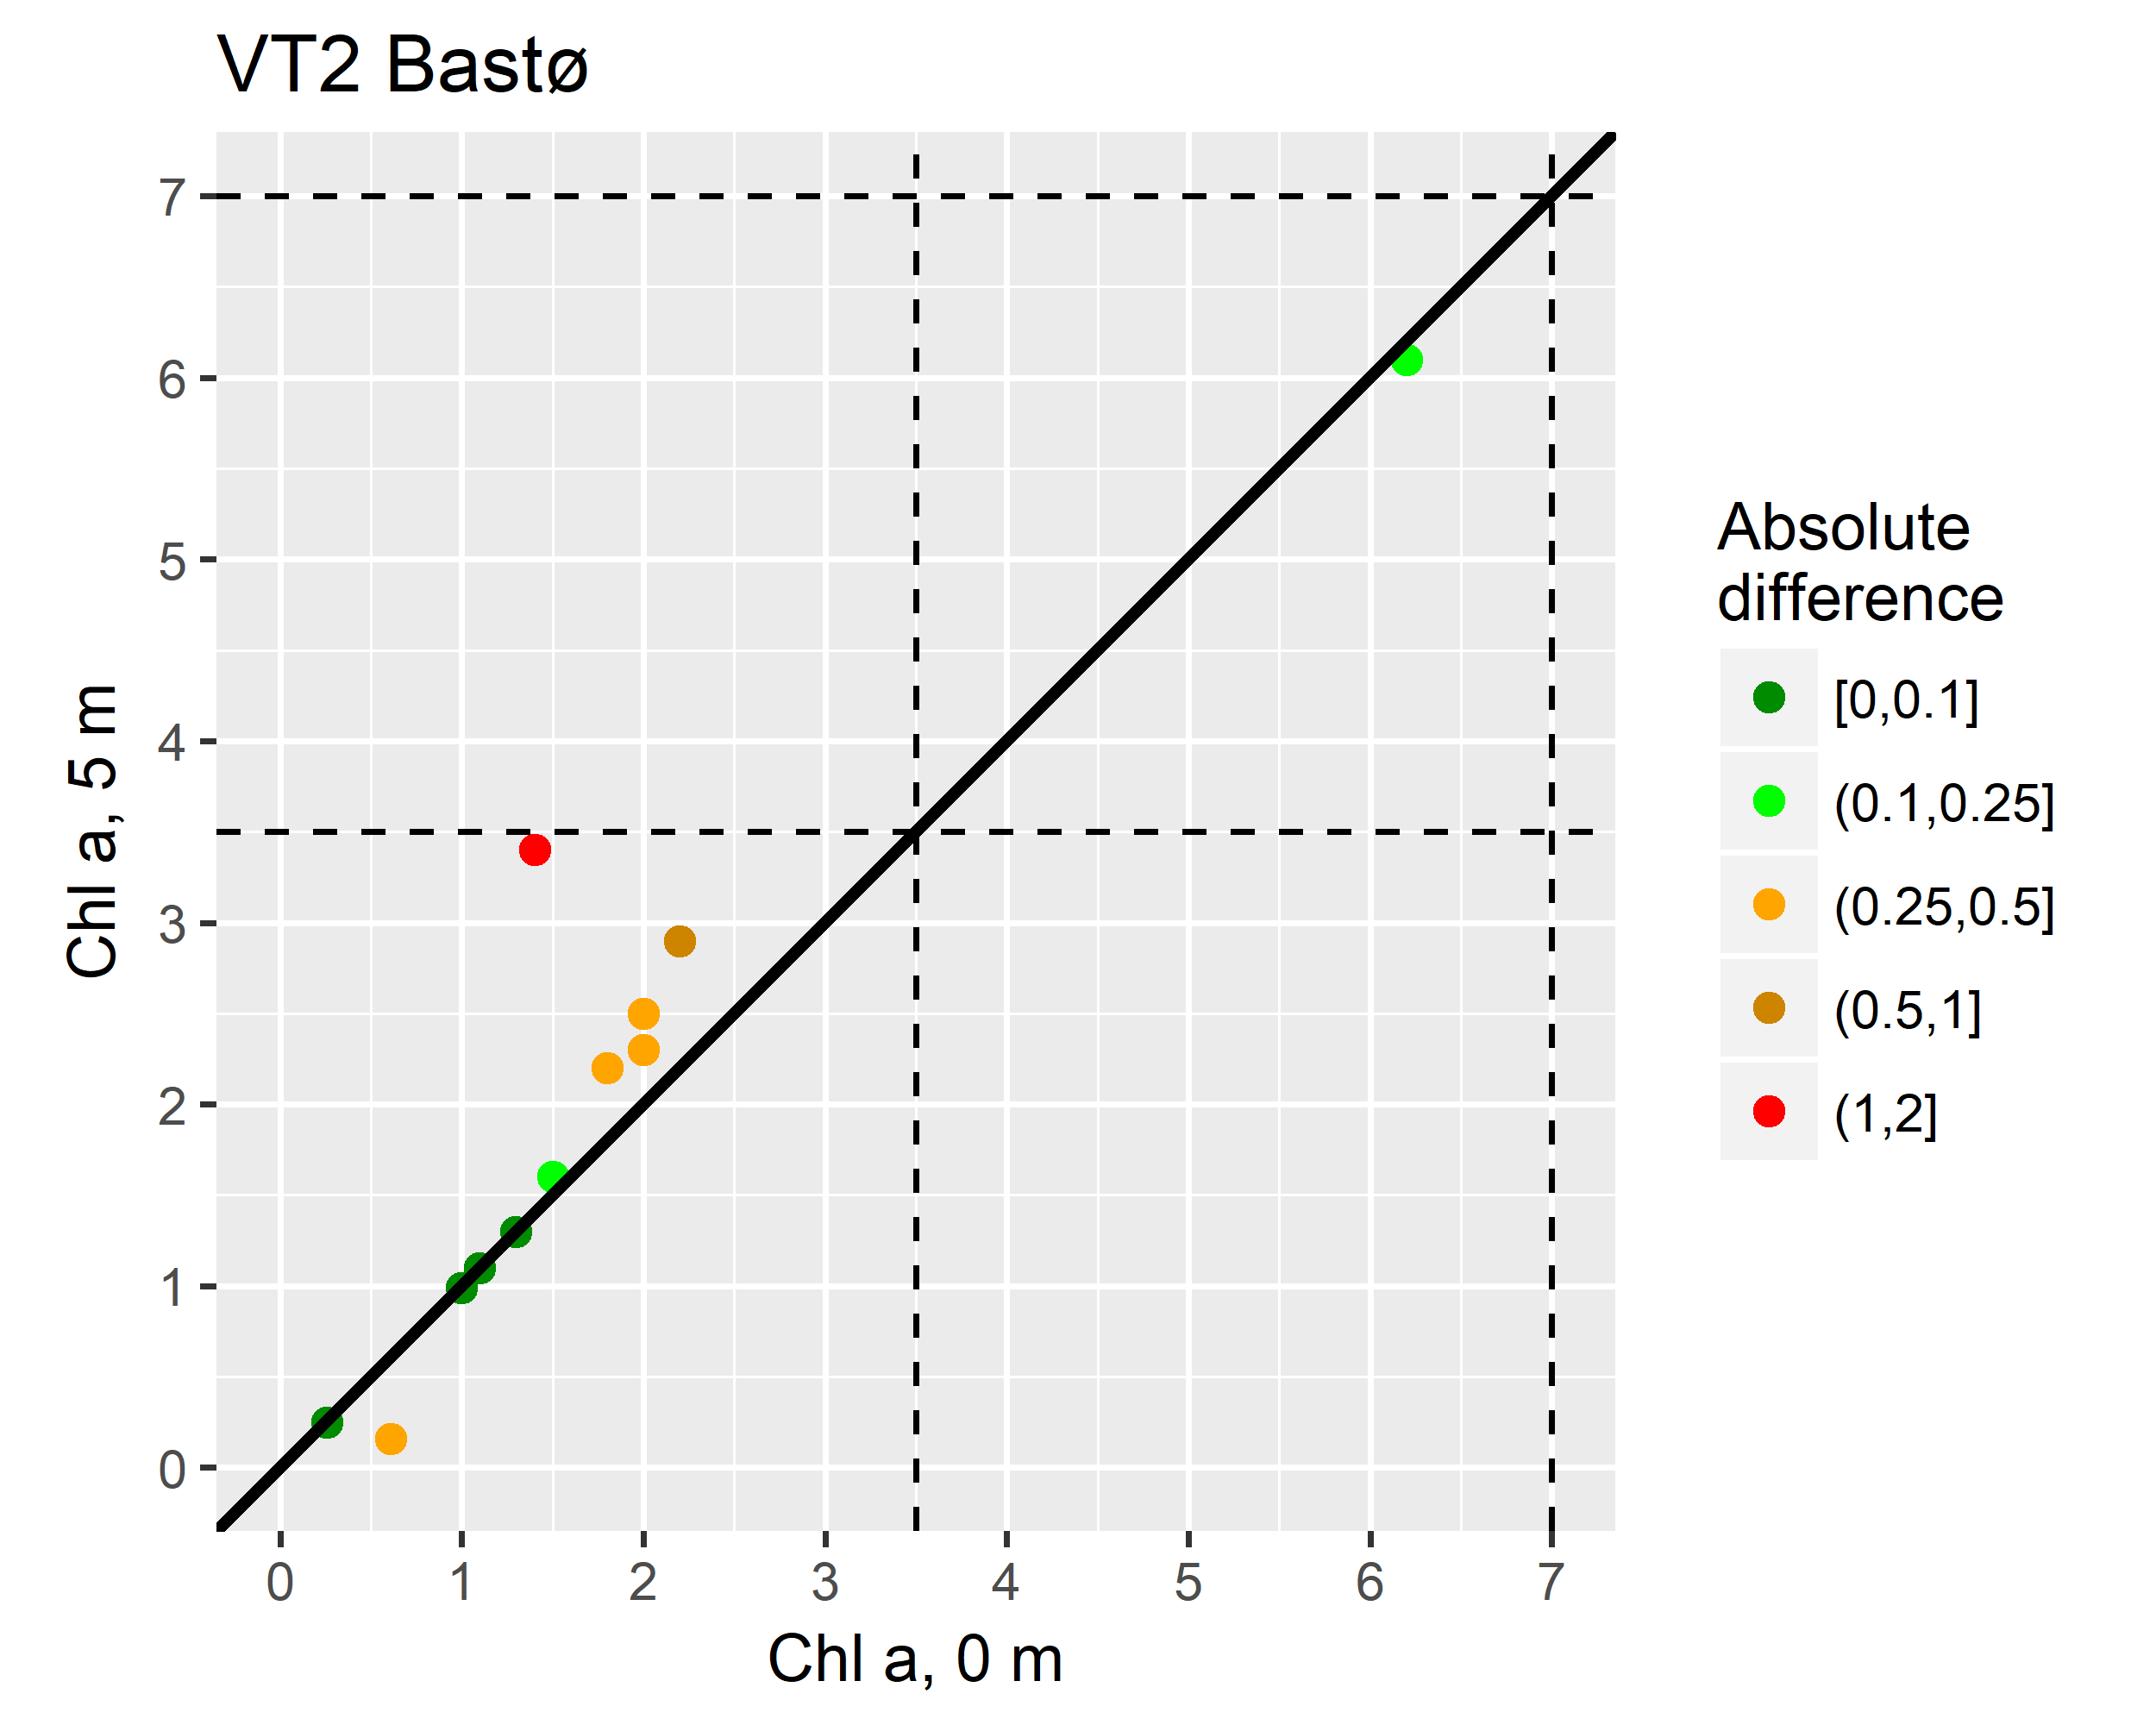 VT2 Bastø
7
6
5
4
3
2
1
0
Chl a, 5 m
0 1 2 3 4 5 6 7
Chl a, 0 m
Absolute
difference
[0,0.1]
(0.1,0.25]
(0.25,0.5]
(0.5,1]
(1,2]